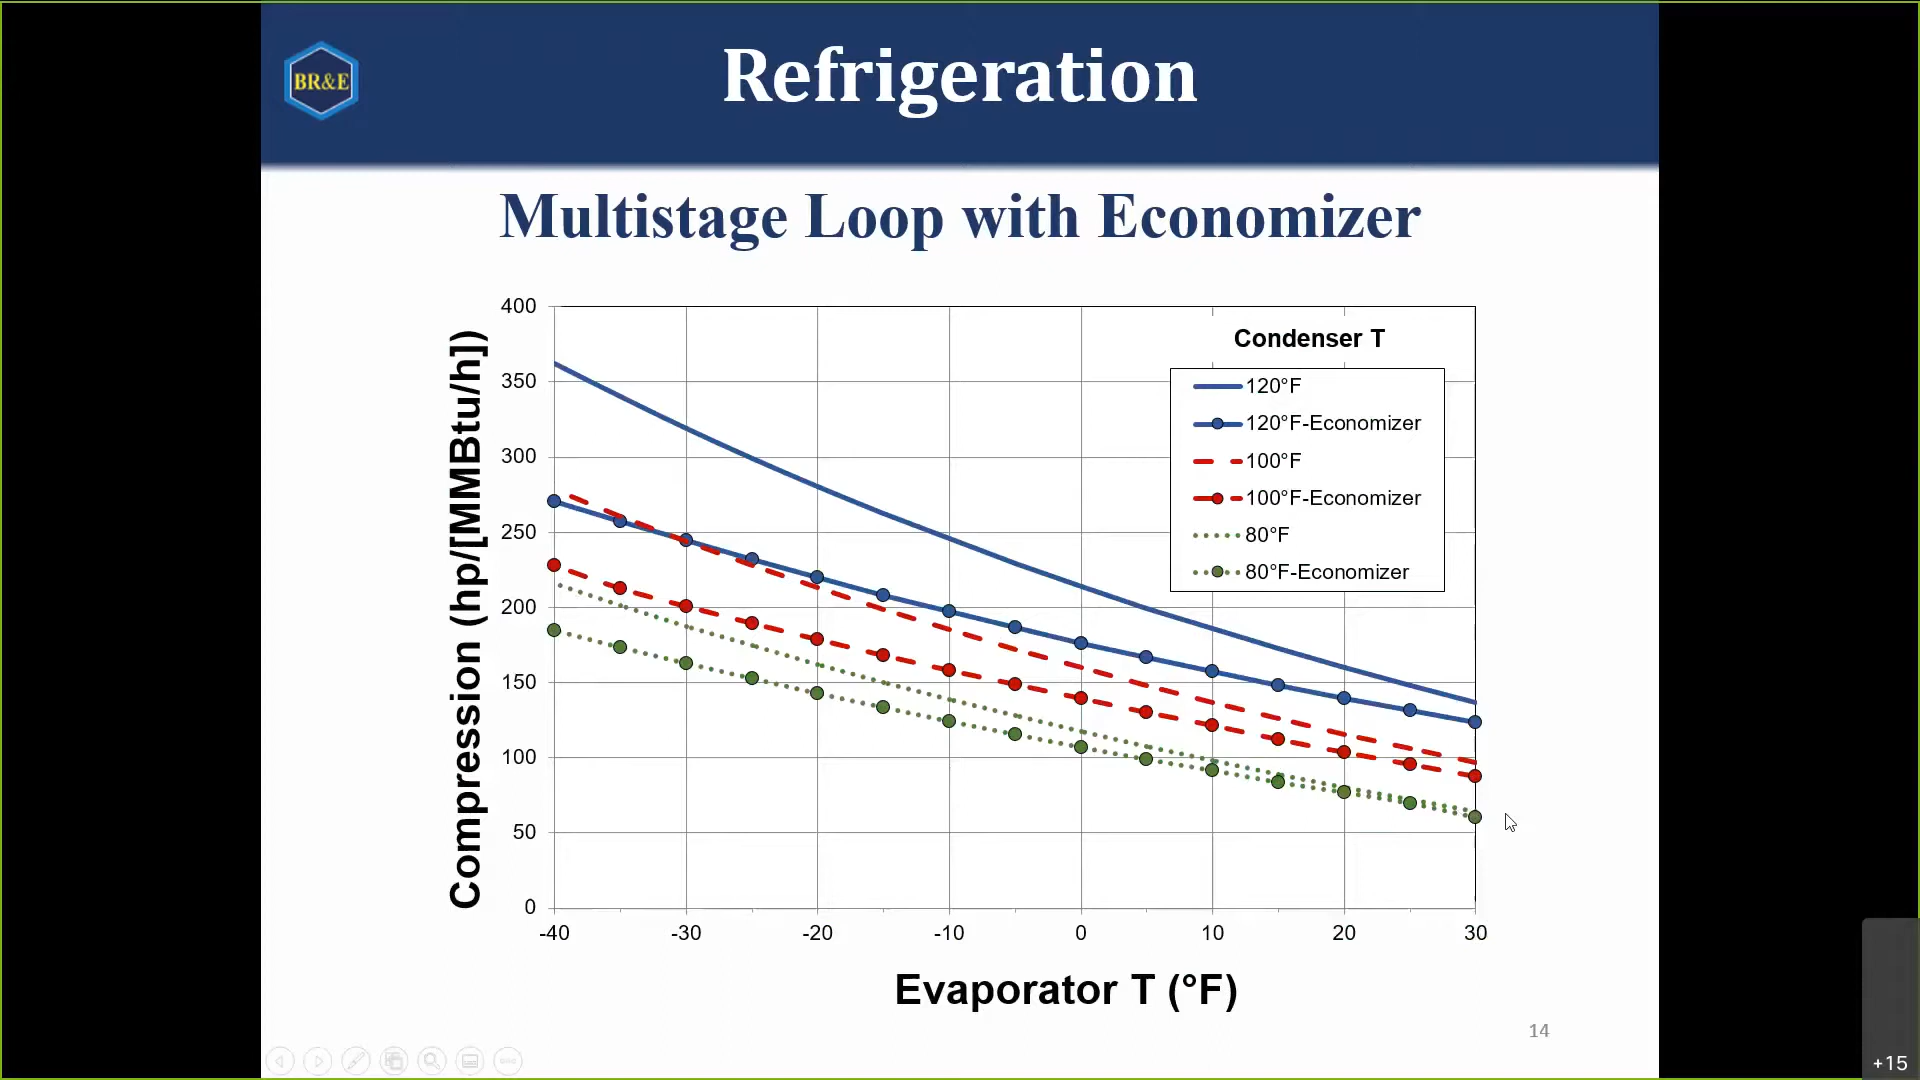 BR&E
Refrigeration
Multistage Loop with Economizer
Compression (hp/[MMBtu/h])
400
350
300
250
200
150
100
50
0
Condenser T
120°F
120°F-Economizer
100°F
100°F-Economizer
80°F
80°F-Economizer
-40 -30 -20 -10 0 10 20 30
Evaporator T (°F)
14
+15